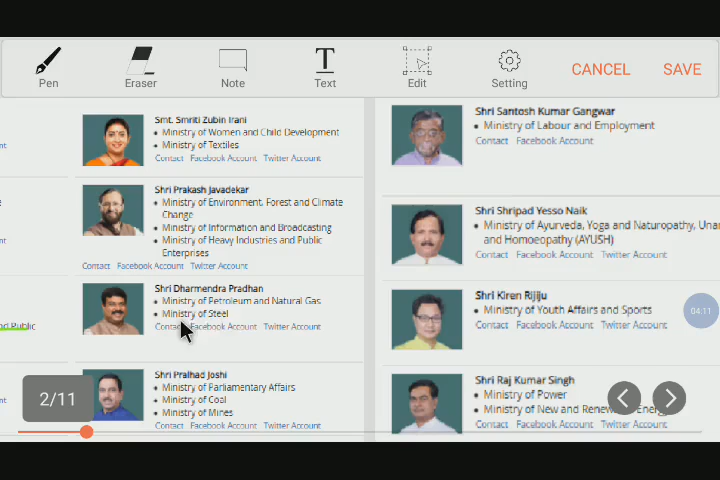 Pen
Eraser
Note
Text
Edit
Setting
CANCEL
SAVE
Smt. Smriti Zubin Irani
Ministry of Women and Child Development
Ministry of Textiles
Contact Facebook Account Twitter Account
Shri Prakash Javadekar
Ministry of Environment, Forest and Climate
Change
Ministry of Information and Broadcasting
Ministry of Heavy Industries and Public
Enterprises
Contact Facebook Account Twitter Account
Shri Dharmendra Pradhan
Ministry of Petroleum and Natural Gas
Ministry of Steel
Contact Facebook Account Twitter Account
Public
Shri Pralhad Joshi
Ministry of Parliamentary Affairs
Ministry of Coal
Ministry of Mines
Contact Facebook Account Twitter Account
2/11
Shri Santosh Kumar Gangwar
Ministry of Labour and Employment
Contact Facebook Account
Shri Shripad Yesso Naik
Ministry of Ayurveda, Yoga and Naturopathy, Unan
and Homoeopathy (AYUSH)
Contact Facebook Account Twitter Account
Shri Kiren Rijiju
Ministry of Youth Affairs and Sports
Contact Facebook Account Twitter Account
04:11
Shri Raj Kumar Singh
Ministry of Power
Ministry of New and Renewable Energy
Contact Facebook Account Twitter Account